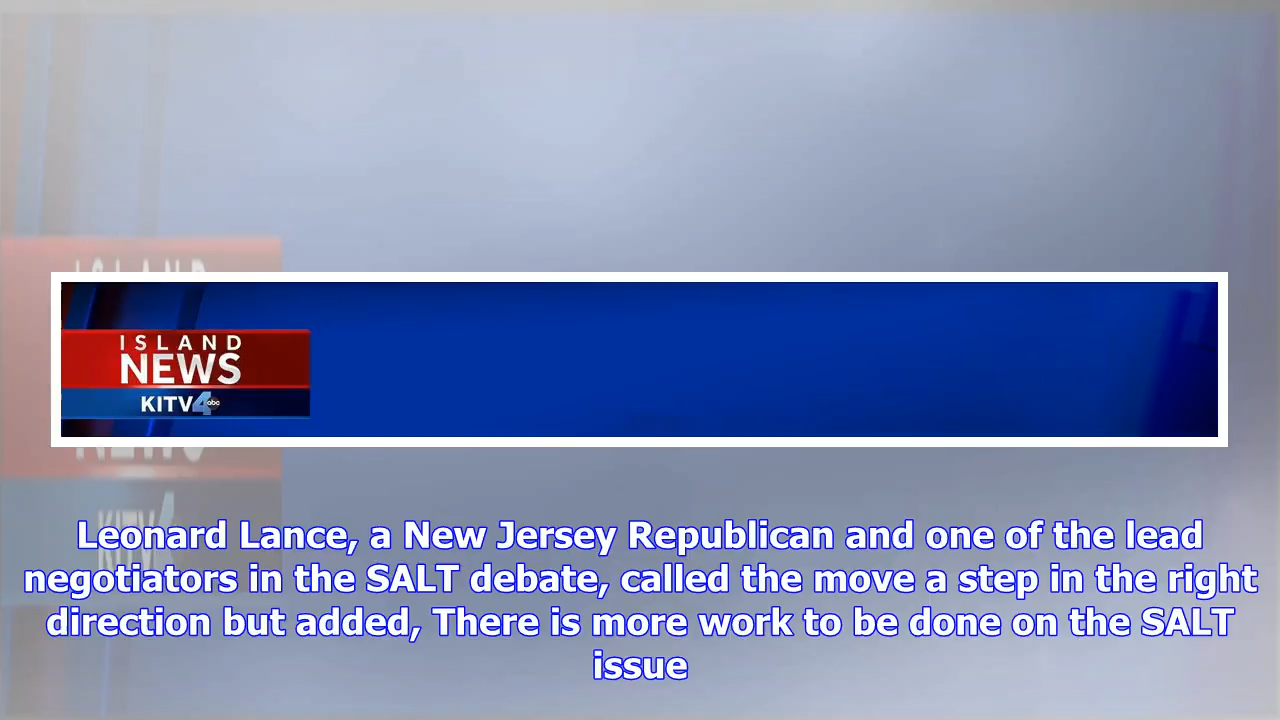 ISLAND
NEWS
KITV4 abc
Leonard Lance, a New Jersey Republican and one of the lead
negotiators in the SALT debate, called the move a step in the right
direction but added, There is more work to be done on the SALT
issue